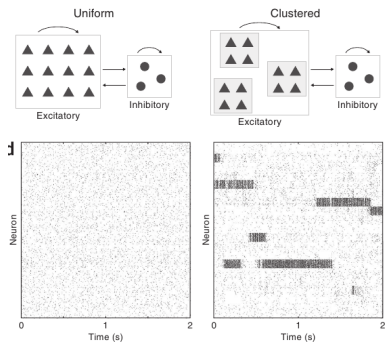 Uniform
Clustered
Excitatory
Inhibitory
Excitatory
Inhibitory
d
Neuron
0
1
2
Time (s)
Neuron
0
1
2
Time (s)